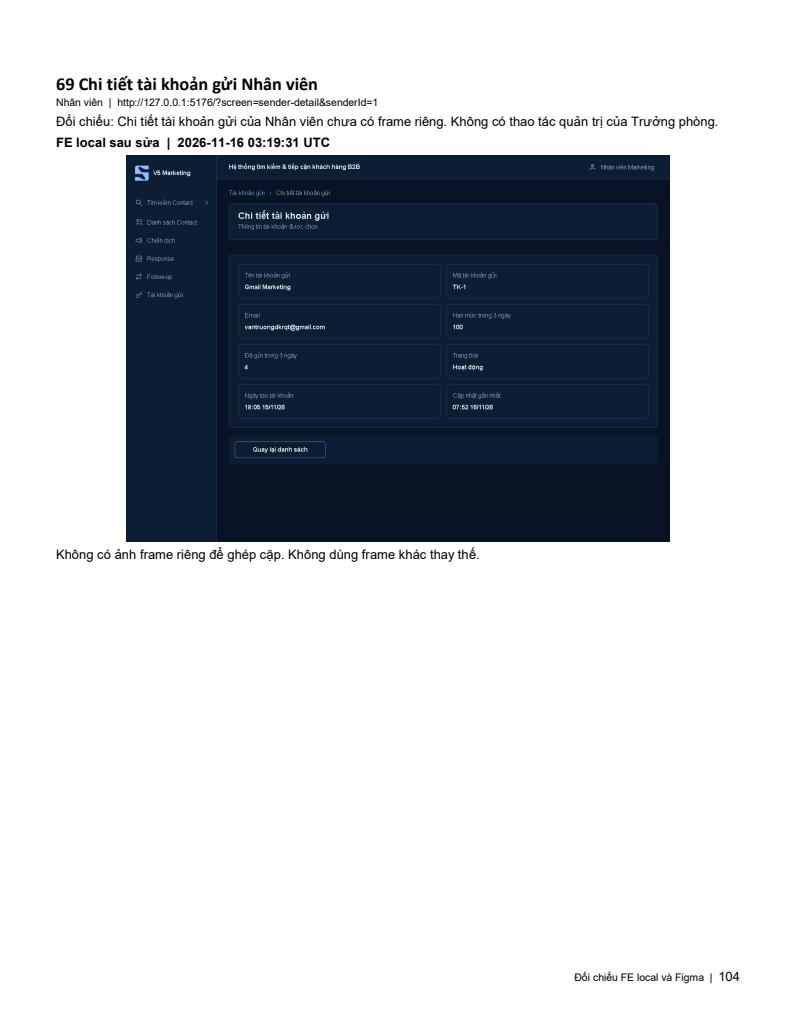 69 Chi tiết tài khoản gửi Nhân viên
Nhân viên | http://127.0.0.1:5176/?screen=sender-detail&senderId=1
Đối chiếu: Chi tiết tài khoản gửi của Nhân viên chưa có frame riêng. Không có thao tác quản trị của Trưởng phòng.
FE local sau sửa | 2026-11-16 03:19:31 UTC
V5 Marketing
Hệ thống tìm kiếm & tiếp cận khách hàng B2B
Nhân viên Marketing
Tìm kiếm Contact
Danh sách Contact
Chiến dịch
Response
Follow-up
Tài khoản gửi
Tài khoản gửi › Chi tiết tài khoản gửi
Chi tiết tài khoản gửi
Thông tin tài khoản được chọn
Tên tài khoản gửi
Gmail Marketing
Mã tài khoản gửi
TK-1
Email
vantruongdkrqt@gmail.com
Hạn mức trong 3 ngày
100
Đã gửi trong 3 ngày
4
Trạng thái
Hoạt động
Ngày tạo tài khoản
18:06 15/11/26
Cập nhật gần nhất
07:52 16/11/26
Quay lại danh sách
Không có ảnh frame riêng để ghép cặp. Không dùng frame khác thay thế.
Đối chiếu FE local và Figma | 104